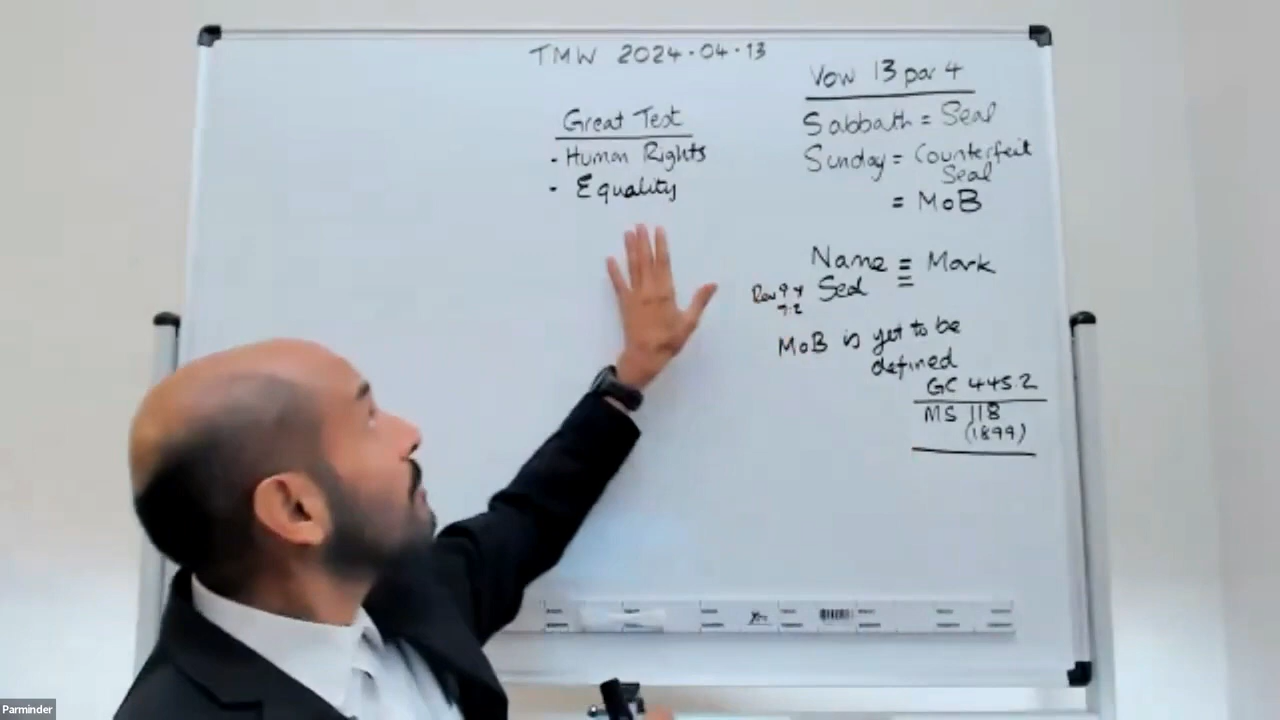 TMW 2024.04.13
Great Test
• Human Rights
• Equality
Vow 13 par 4
Sabbath = Seal
Sunday = Counterfeit
Seal
= MoB
Name ≡ Mark
Rev 9 4
7:2
Seal
MoB is yet to be
defined
GC 445.2
MS 118
(1899)
Parminder